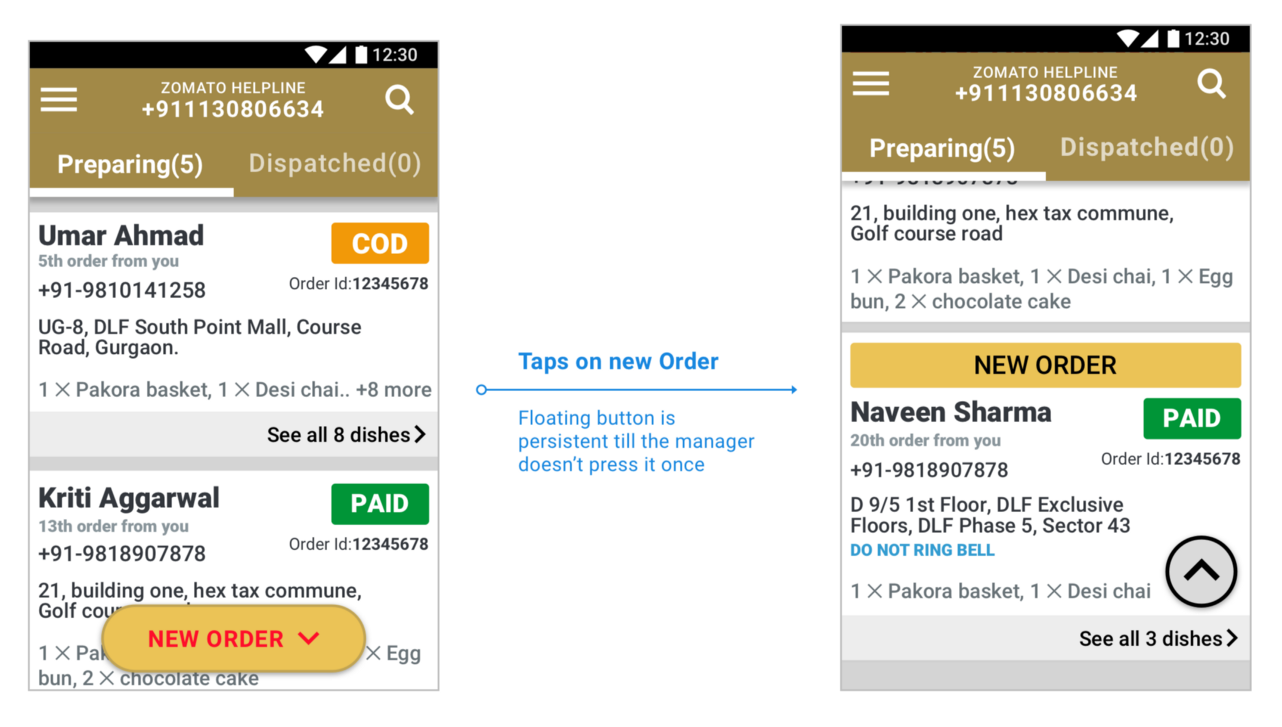 12:30
ZOMATO HELPLINE
+911130806634
Preparing(5) Dispatched(0)
Umar Ahmad COD
5th order from you
+91-9810141258 Order Id:12345678
UG-8, DLF South Point Mall, Course
Road, Gurgaon.
1 × Pakora basket, 1 × Desi chai.. +8 more
See all 8 dishes
Kriti Aggarwal PAID
13th order from you
+91-9818907878 Order Id:12345678
21, building one, hex tax commune,
Golf
NEW ORDER
1 × × Egg
bun, 2 × chocolate cake
Taps on new Order
Floating button is
persistent till the manager
doesn't press it once
12:30
ZOMATO HELPLINE
+911130806634
Preparing(5) Dispatched(0)
+91-9818907878
21, building one, hex tax commune,
Golf course road
1 × Pakora basket, 1 × Desi chai, 1 × Egg
bun, 2 × chocolate cake
NEW ORDER
Naveen Sharma PAID
20th order from you
+91-9818907878 Order Id:12345678
D 9/5 1st Floor, DLF Exclusive
Floors, DLF Phase 5, Sector 43
DO NOT RING BELL
1 × Pakora basket, 1 × Desi chai
See all 3 dishes